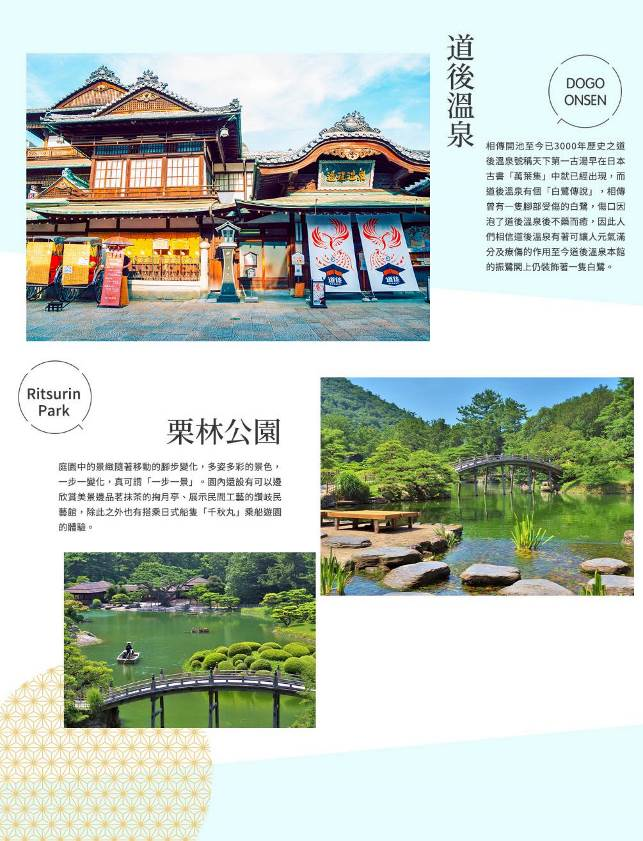 道後溫泉
DOGO
ONSEN
相傳開池至今已3000年歷史之道
後溫泉號稱天下第一古湯早在日本
古書「萬葉集」中就已經出現，而
道後溫泉有個「白鷺傳說」，相傳
曾有一隻腳部受傷的白鷺，傷口因
泡了道後溫泉後不藥而癒，因此人
們相信道後溫泉有著可讓人元氣滿
分及療傷的作用至今道後溫泉本館
的振鷺閣上仍裝飾著一隻白鷺。
道後
道後
Ritsurin
Park
栗林公園
庭園中的景緻隨著移動的腳步變化，多姿多彩的景色，
一步一變化，真可謂「一步一景」。園內還設有可以邊
欣賞美景邊品茗抹茶的掬月亭、展示民間工藝的讚岐民
藝館，除此之外也有搭乘日式船隻「千秋丸」乘船遊園
的體驗。